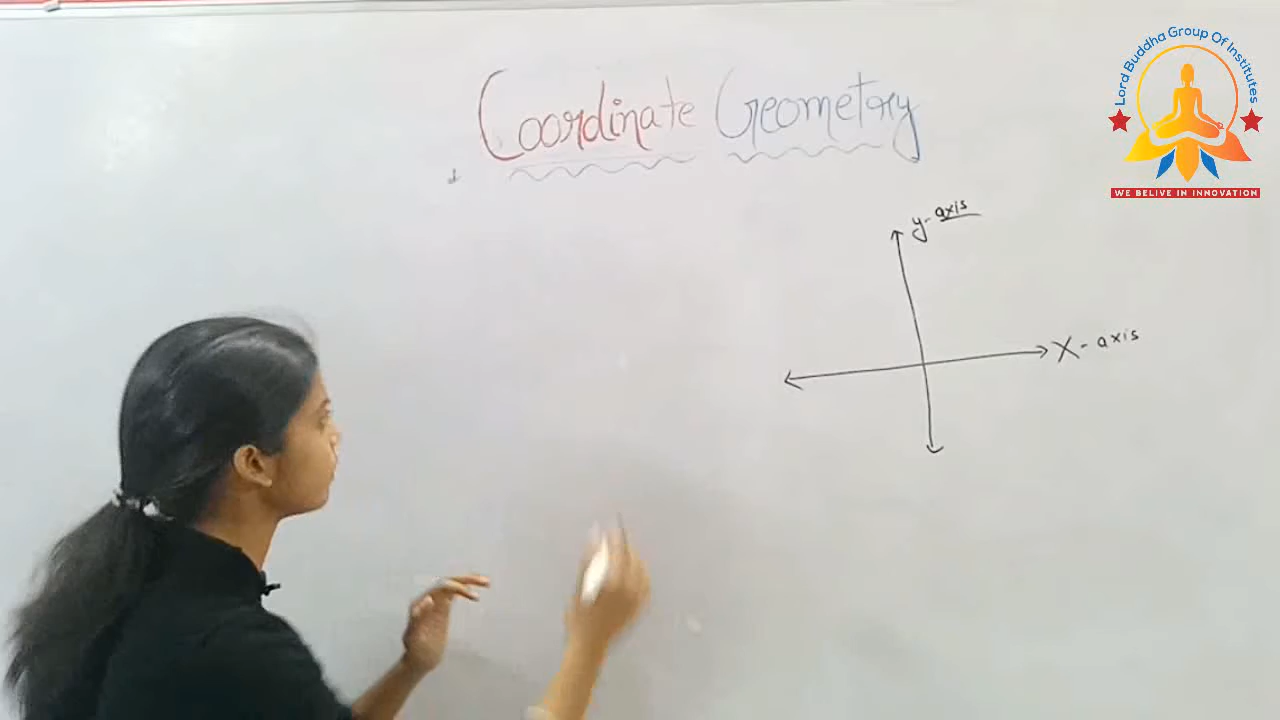 Coordinate Geometry
y-axis
X-axis
Lord Buddha Group Of Institutes
WE BELIVE IN INNOVATION